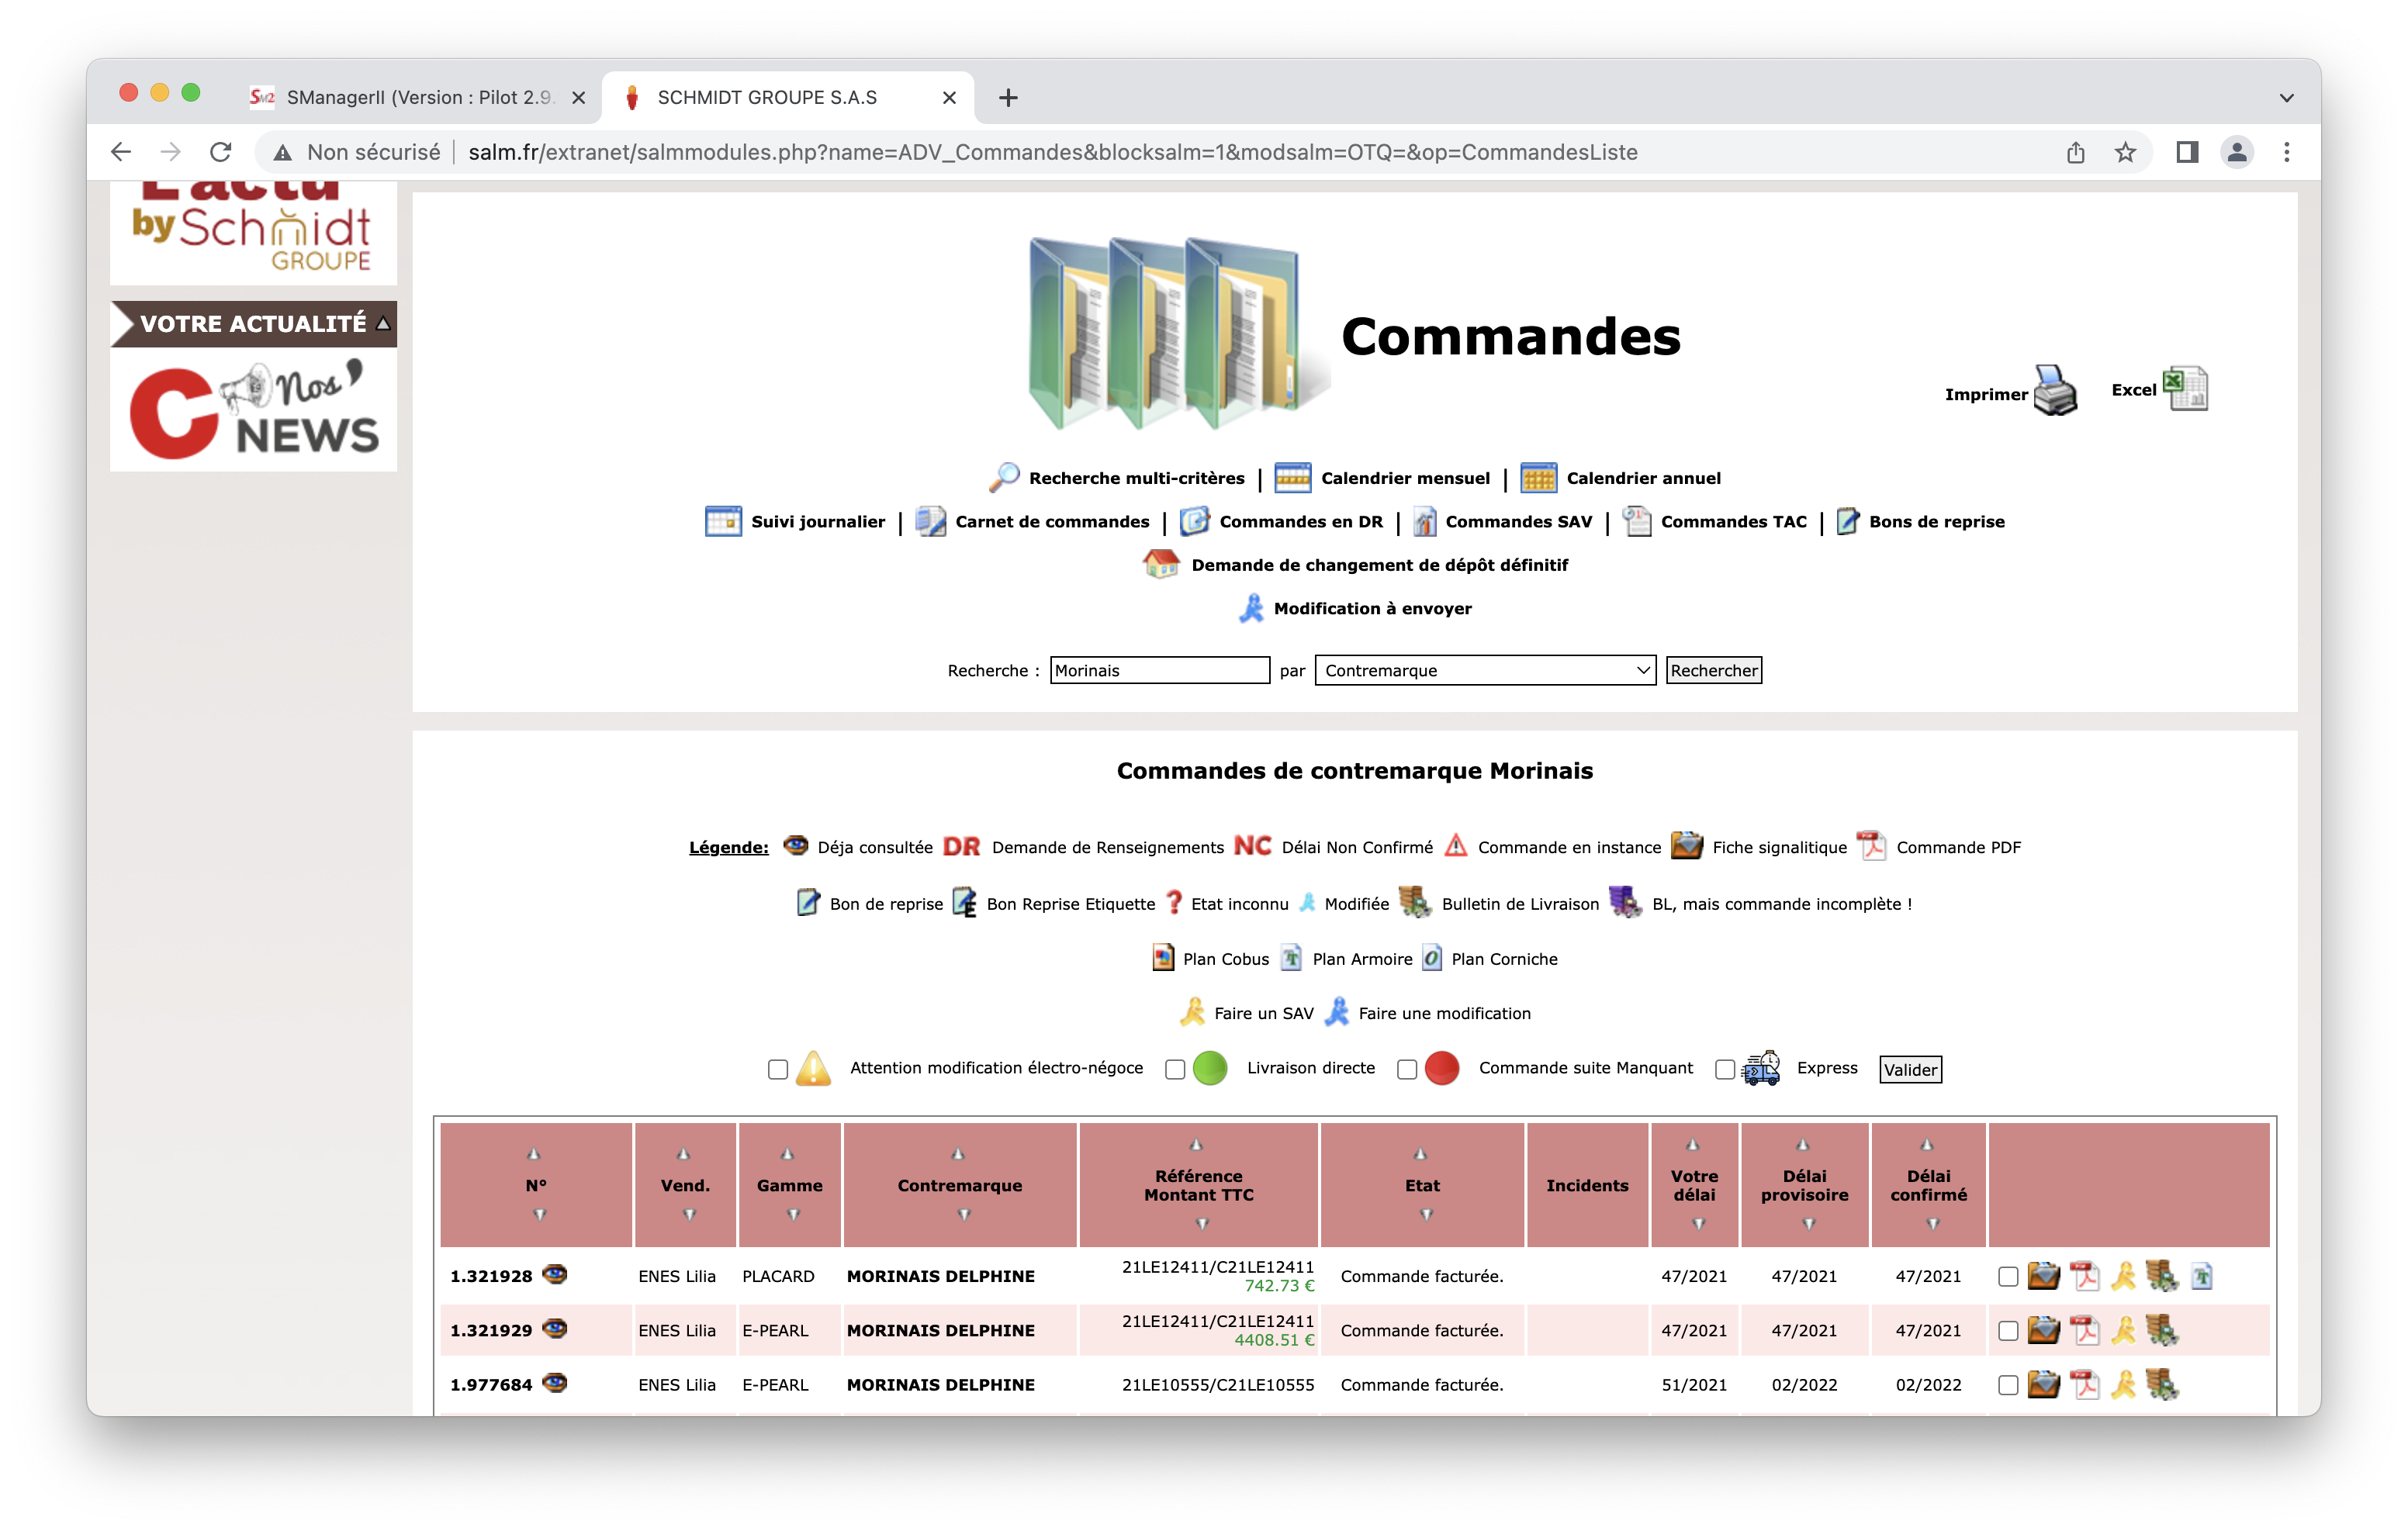 SManagerII (Version : Pilot 2.9.
SCHMIDT GROUPE S.A.S
Non sécurisé
salm.fr/extranet/salmmodules.php?name=ADV_Commandes&blocksalm=1&modsalm=OTQ=&op=CommandesListe
L'actu
by Schmidt
GROUPE
VOTRE ACTUALITÉ
C Nos'
NEWS
Commandes
Imprimer
Excel
Recherche multi-critères | Calendrier mensuel | Calendrier annuel
Suivi journalier | Carnet de commandes | Commandes en DR | Commandes SAV | Commandes TAC | Bons de reprise
Demande de changement de dépôt définitif
Modification à envoyer
Recherche : Morinais par Contremarque Rechercher
Commandes de contremarque Morinais
Légende: Déja consultée DR Demande de Renseignements NC Délai Non Confirmé Commande en instance Fiche signalitique Commande PDF
Bon de reprise Bon Reprise Etiquette Etat inconnu Modifiée Bulletin de Livraison BL, mais commande incomplète !
Plan Cobus Plan Armoire Plan Corniche
Faire un SAV Faire une modification
Attention modification électro-négoce Livraison directe Commande suite Manquant Express Valider
N° Vend. Gamme Contremarque Référence Montant TTC Etat Incidents Votre délai Délai provisoire Délai confirmé
1.321928 ENES Lilia PLACARD MORINAIS DELPHINE 21LE12411/C21LE12411 742.73 € Commande facturée. 47/2021 47/2021 47/2021
1.321929 ENES Lilia E-PEARL MORINAIS DELPHINE 21LE12411/C21LE12411 4408.51 € Commande facturée. 47/2021 47/2021 47/2021
1.977684 ENES Lilia E-PEARL MORINAIS DELPHINE 21LE10555/C21LE10555 Commande facturée. 51/2021 02/2022 02/2022